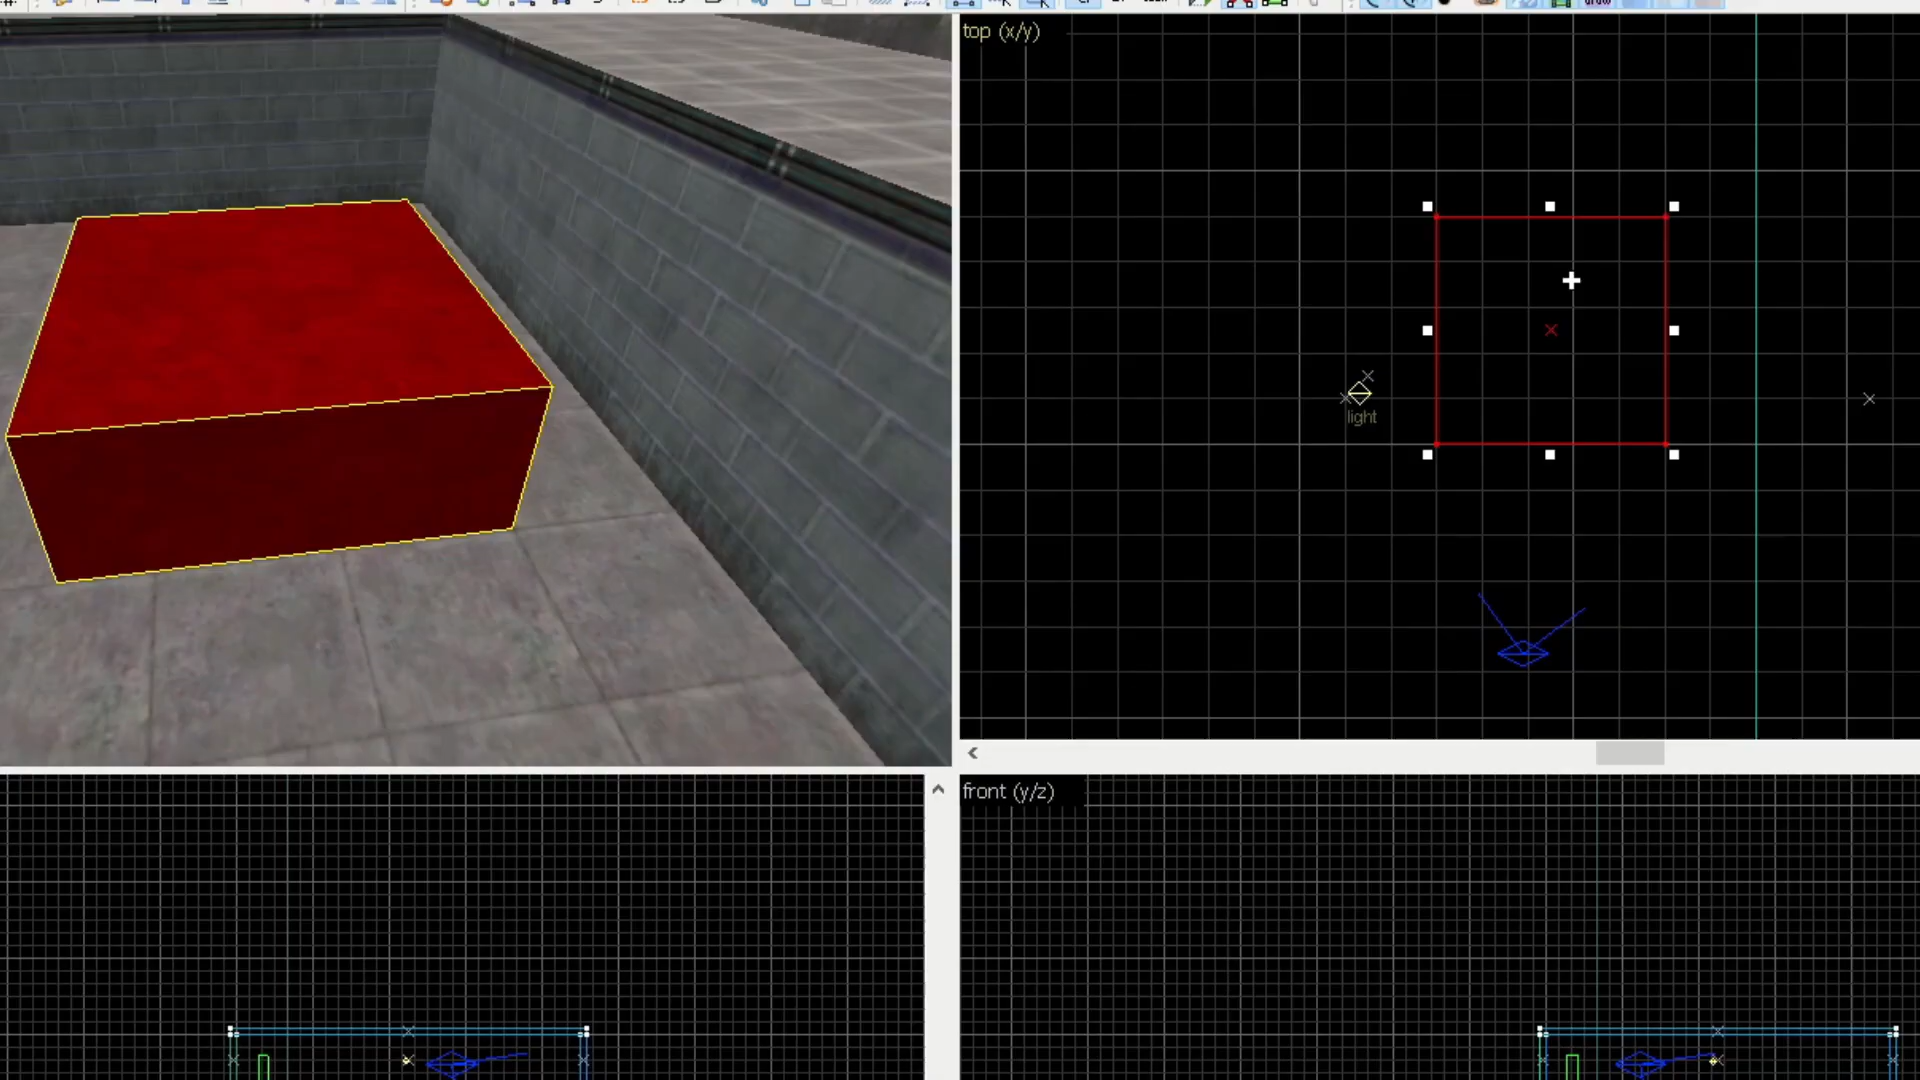 top (x/y)
light
front (y/z)